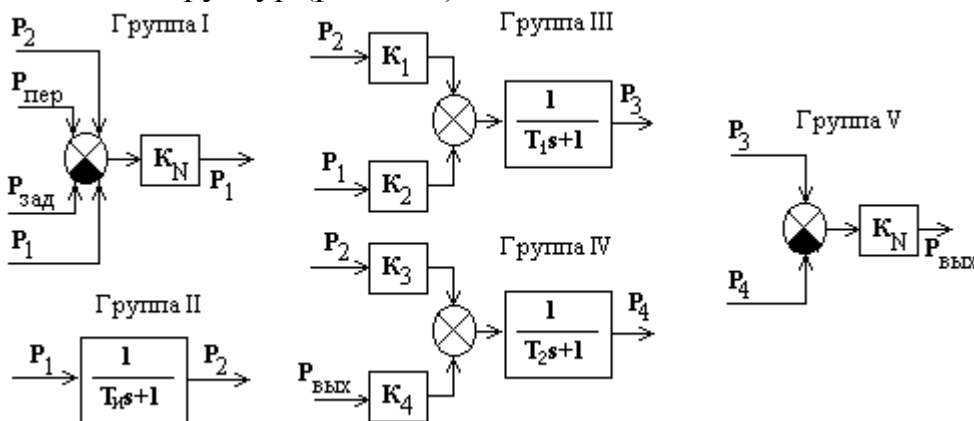 Группа I
P2
Pпер
Pзад
P1
KN
P1
Группа II
P1
1
TИs+1
P2
Группа III
P2
K1
P1
K2
1
T1s+1
P3
Группа IV
P2
K3
Pвых
K4
1
T2s+1
P4
Группа V
P3
P4
KN
Pвых